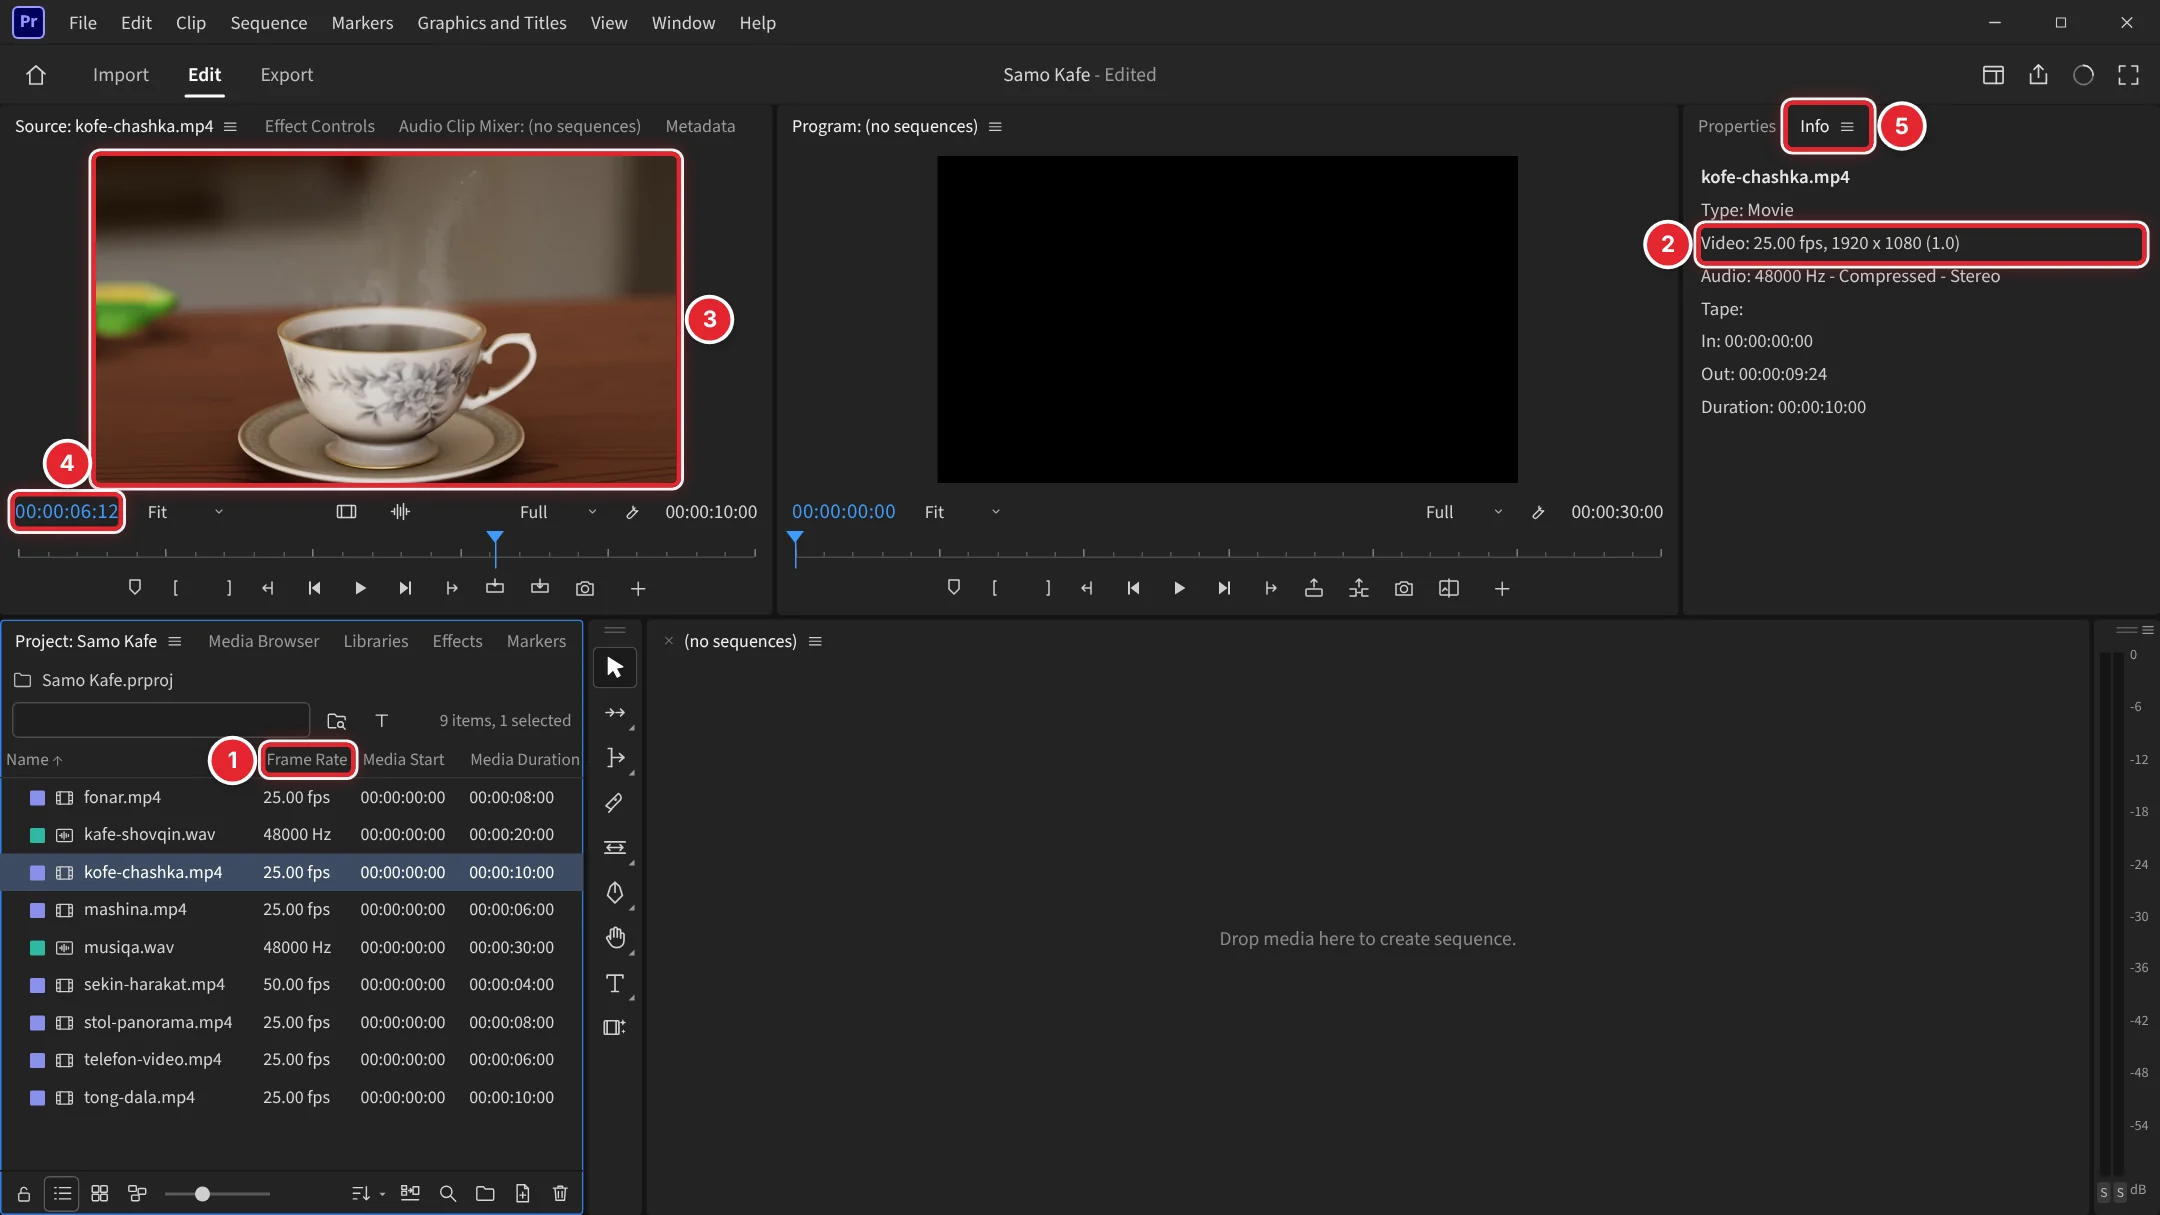 Pr File Edit Clip Sequence Markers Graphics and Titles View Window Help
Import Edit Export Samo Kafe - Edited
Source: kofe-chashka.mp4 Effect Controls Audio Clip Mixer: (no sequences) Metadata
Program: (no sequences)
Properties Info 5
kofe-chashka.mp4
Type: Movie
2 Video: 25.00 fps, 1920 x 1080 (1.0)
Audio: 48000 Hz - Compressed - Stereo
Tape:
In: 00:00:00:00
Out: 00:00:09:24
Duration: 00:00:10:00
3
4
00:00:06:12 Fit Full 00:00:10:00
00:00:00:00 Fit Full 00:00:30:00
Project: Samo Kafe Media Browser Libraries Effects Markers
Samo Kafe.prproj
9 items, 1 selected
Name 1 Frame Rate Media Start Media Duration
fonar.mp4 25.00 fps 00:00:00:00 00:00:08:00
kafe-shovqin.wav 48000 Hz 00:00:00:00 00:00:20:00
kofe-chashka.mp4 25.00 fps 00:00:00:00 00:00:10:00
mashina.mp4 25.00 fps 00:00:00:00 00:00:06:00
musiqa.wav 48000 Hz 00:00:00:00 00:00:30:00
sekin-harakat.mp4 50.00 fps 00:00:00:00 00:00:04:00
stol-panorama.mp4 25.00 fps 00:00:00:00 00:00:08:00
telefon-video.mp4 25.00 fps 00:00:00:00 00:00:06:00
tong-dala.mp4 25.00 fps 00:00:00:00 00:00:10:00
(no sequences)
Drop media here to create sequence.
0
-6
-12
-18
-24
-30
-36
-42
-48
-54
S S dB